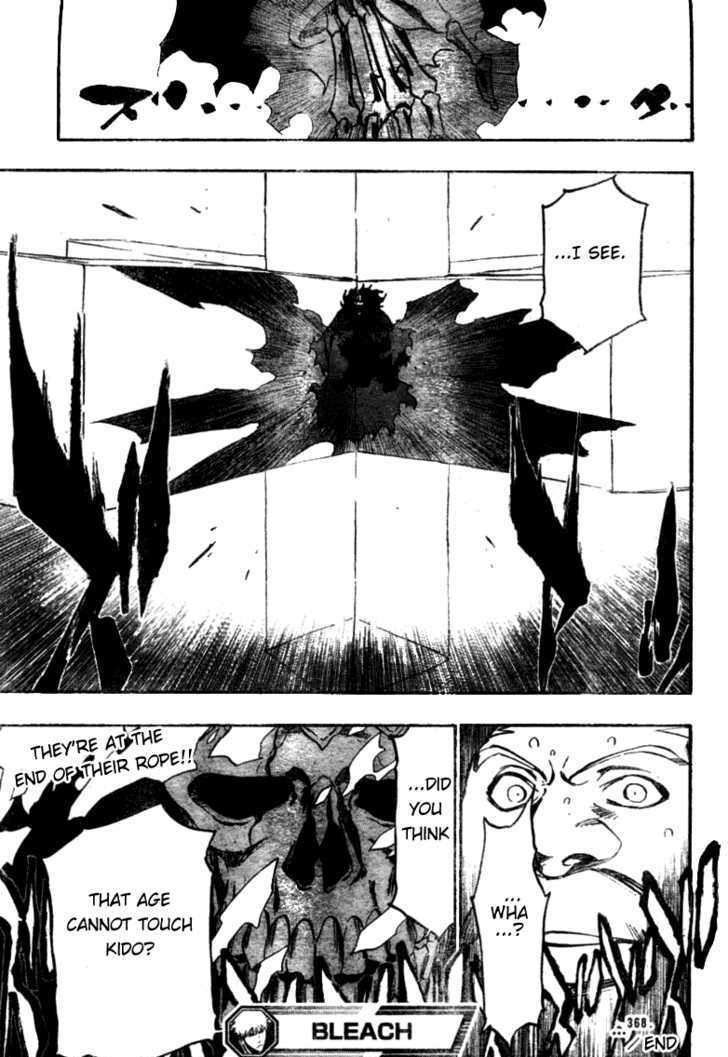 ...I SEE.
...
WHA
...?
...DID
YOU
THINK
THEY'RE AT THE
END OF THEIR ROPE!!
THAT AGE
CANNOT TOUCH
KIDO?
BLEACH
368
END